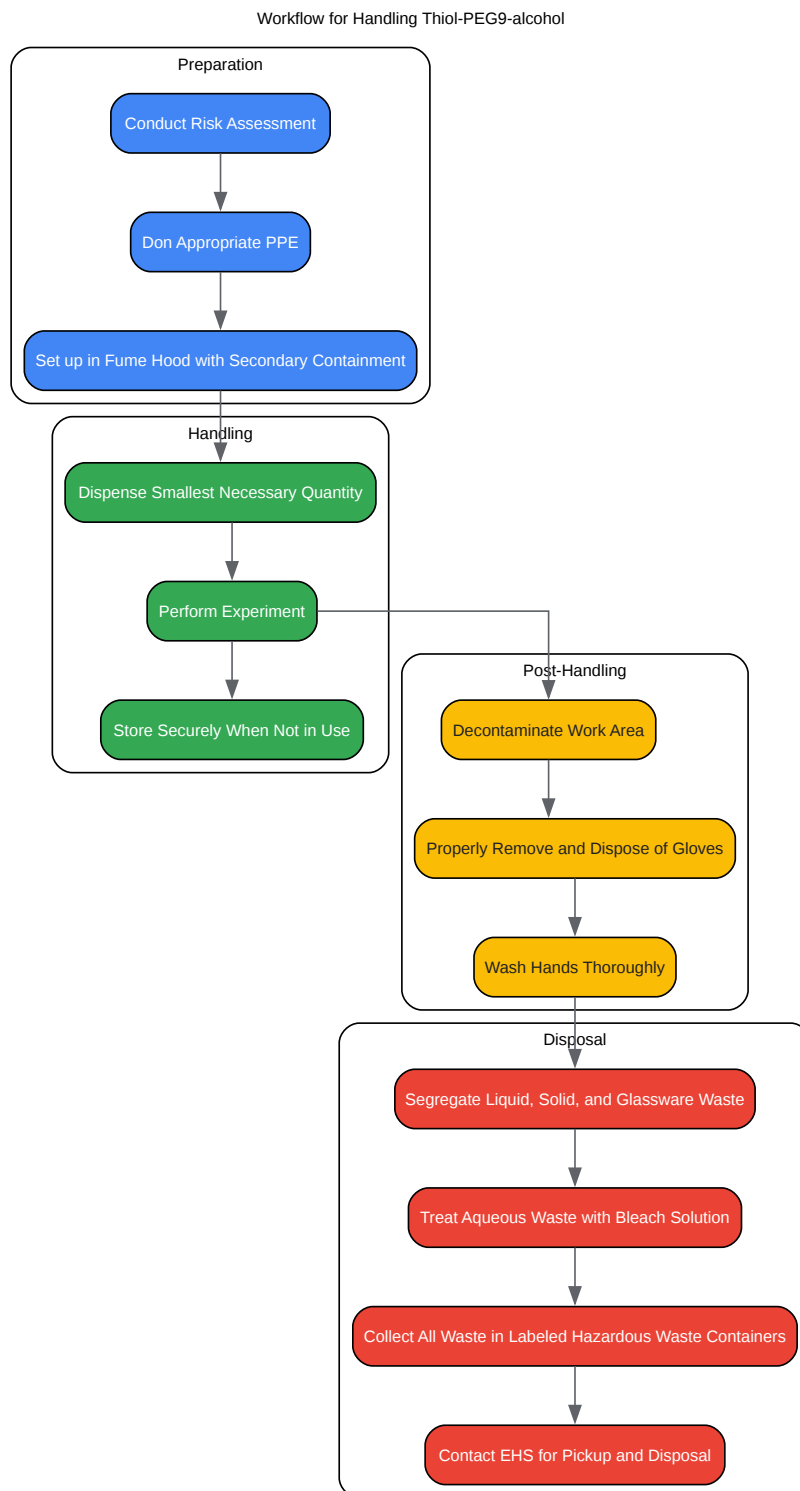 Workflow for Handling Thiol-PEG9-alcohol
Preparation
Conduct Risk Assessment
Don Appropriate PPE
Set up in Fume Hood with Secondary Containment
Handling
Dispense Smallest Necessary Quantity
Perform Experiment
Store Securely When Not in Use
Post-Handling
Decontaminate Work Area
Properly Remove and Dispose of Gloves
Wash Hands Thoroughly
Disposal
Segregate Liquid, Solid, and Glassware Waste
Treat Aqueous Waste with Bleach Solution
Collect All Waste in Labeled Hazardous Waste Containers
Contact EHS for Pickup and Disposal